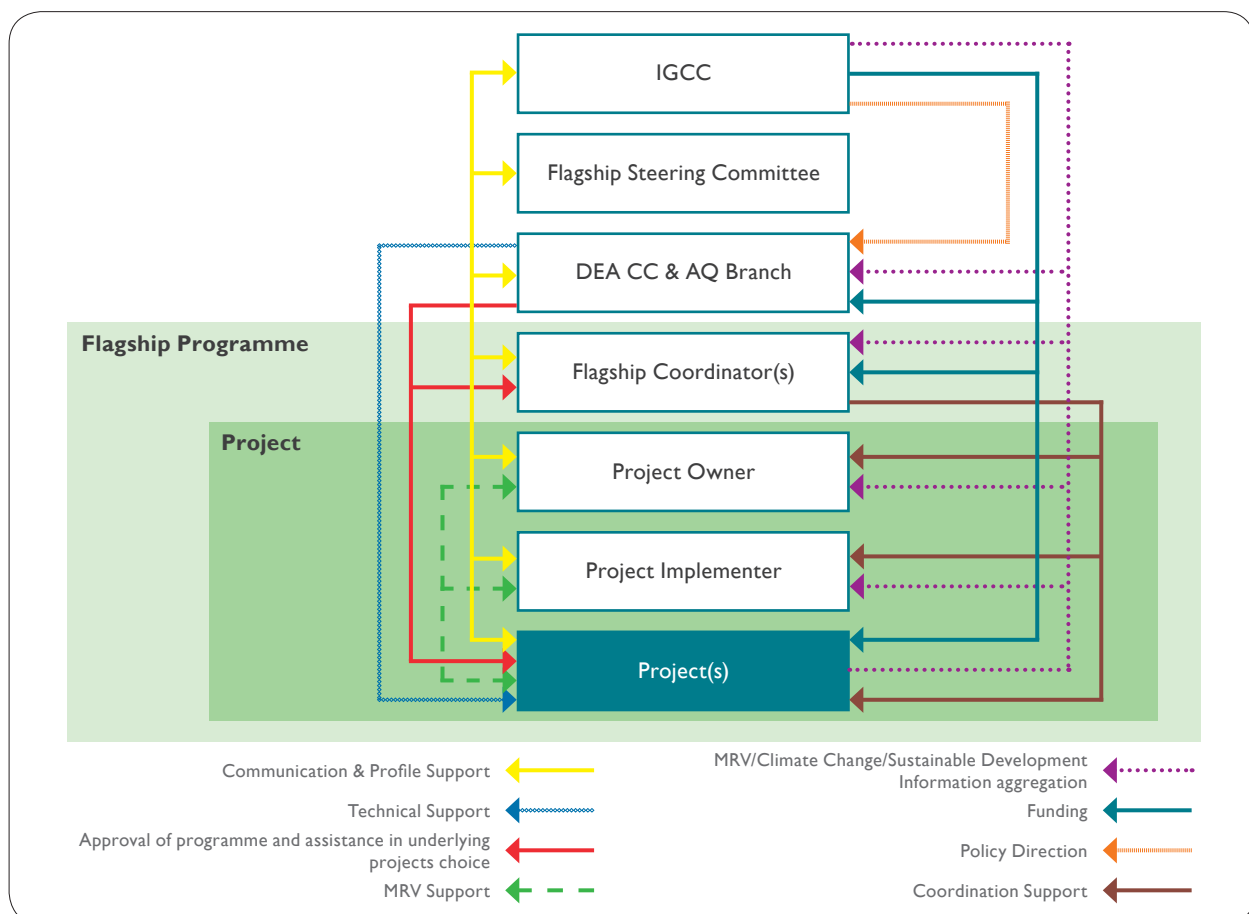 IGCC
Flagship Steering Committee
DEA CC & AQ Branch
Flagship Programme
Flagship Coordinator(s)
Project
Project Owner
Project Implementer
Project(s)
Communication & Profile Support
Technical Support
Approval of programme and assistance in underlying
projects choice
MRV Support
MRV/Climate Change/Sustainable Development
Information aggregation
Funding
Policy Direction
Coordination Support